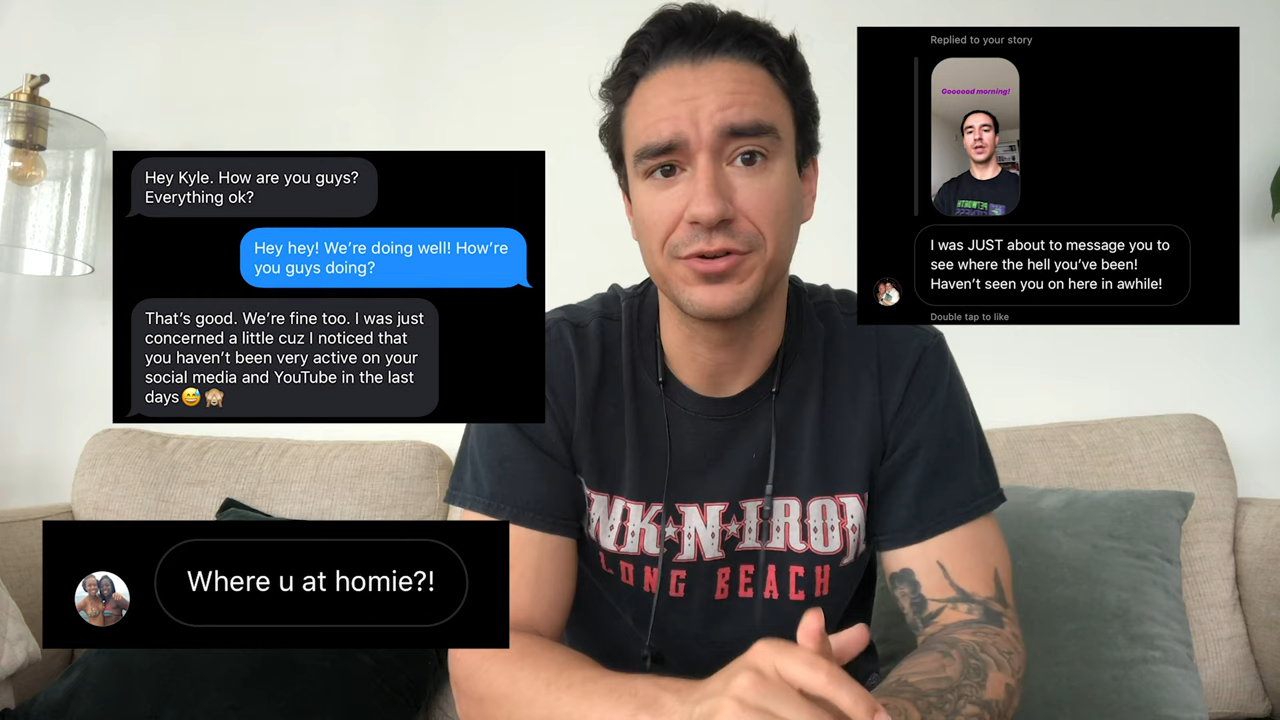 Hey Kyle. How are you guys?
Everything ok?
Hey hey! We're doing well! How're
you guys doing?
That's good. We're fine too. I was just
concerned a little cuz I noticed that
you haven't been very active on your
social media and YouTube in the last
days😅🙈
Where u at homie?!
Replied to your story
Goooood morning!
I was JUST about to message you to
see where the hell you've been!
Haven't seen you on here in awhile!
Double tap to like
INK-N-IRON
LONG BEACH